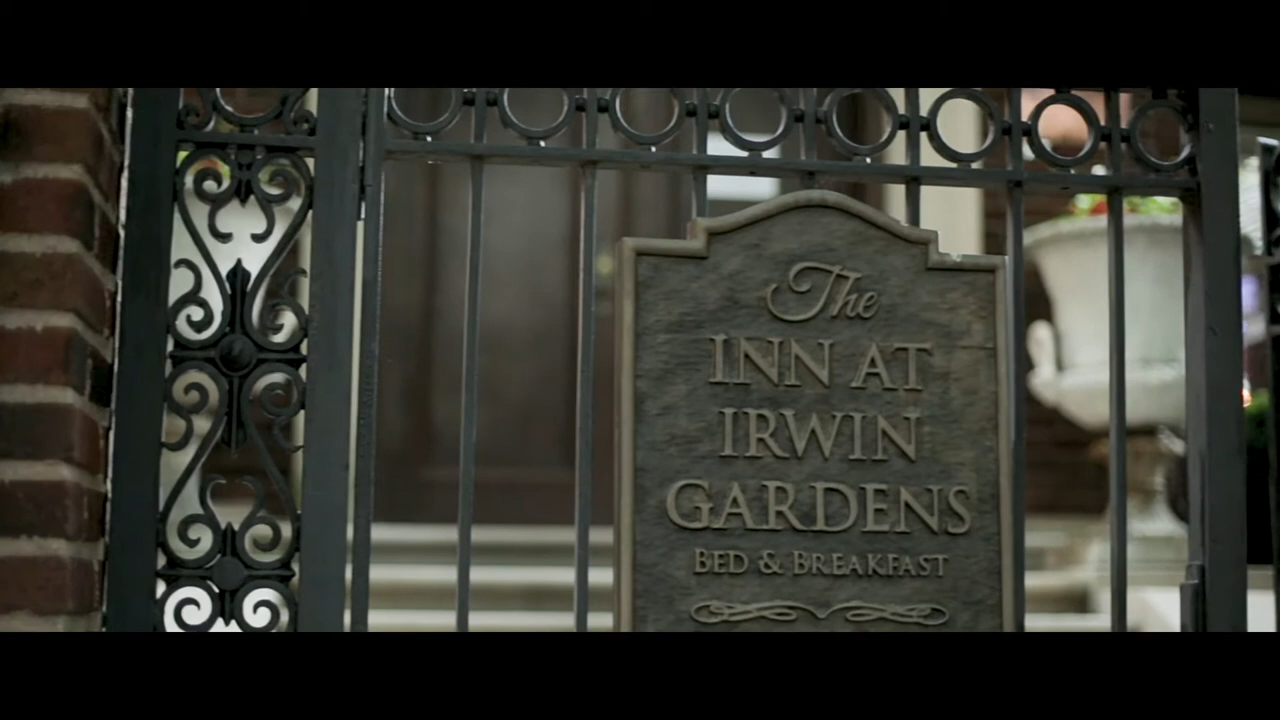 The
INN AT
IRWIN
GARDENS
BED & BREAKFAST